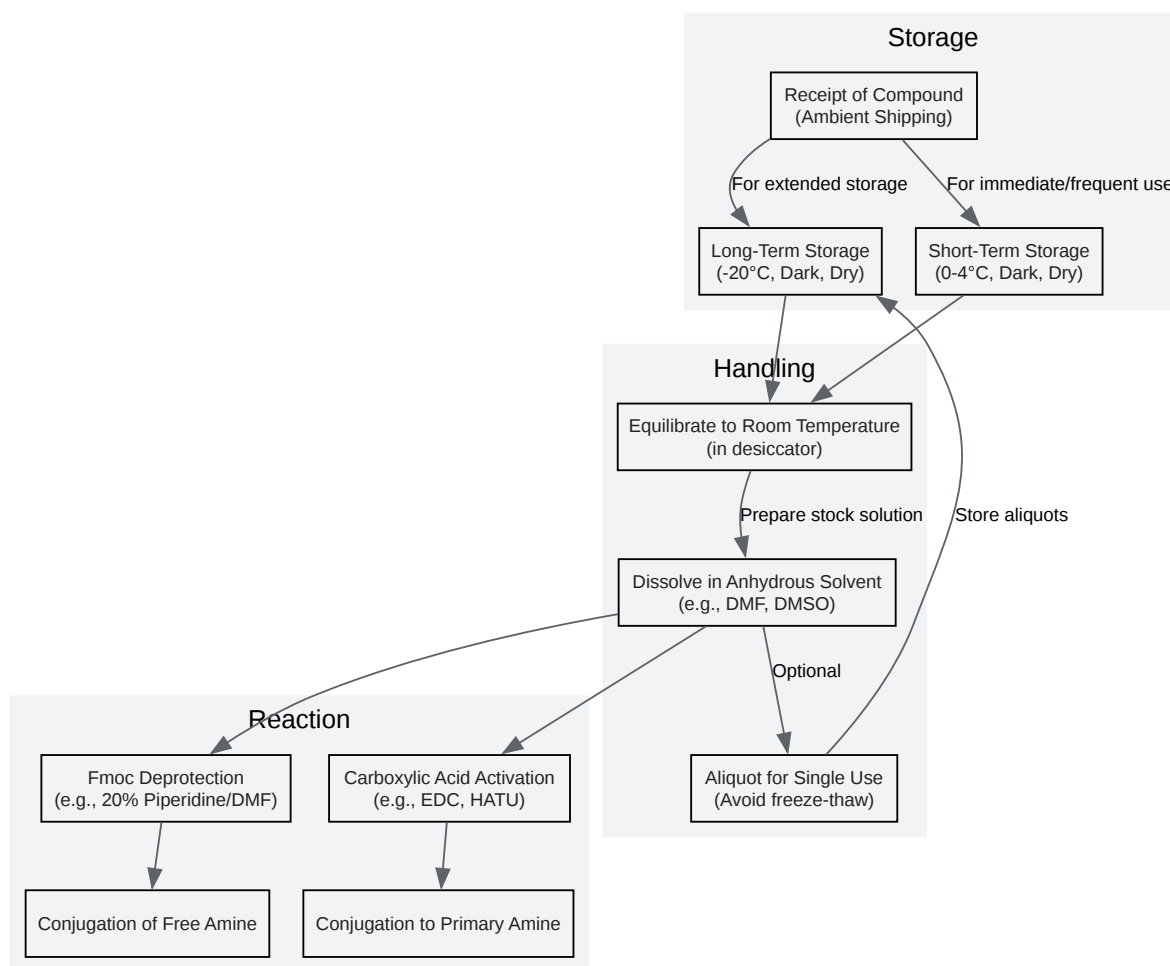 Storage
Receipt of Compound
(Ambient Shipping)
For extended storage
For immediate/frequent use
Long-Term Storage
(-20°C, Dark, Dry)
Short-Term Storage
(0-4°C, Dark, Dry)
Handling
Equilibrate to Room Temperature
(in desiccator)
Prepare stock solution
Store aliquots
Dissolve in Anhydrous Solvent
(e.g., DMF, DMSO)
Optional
Reaction
Fmoc Deprotection
(e.g., 20% Piperidine/DMF)
Carboxylic Acid Activation
(e.g., EDC, HATU)
Aliquot for Single Use
(Avoid freeze-thaw)
Conjugation of Free Amine
Conjugation to Primary Amine